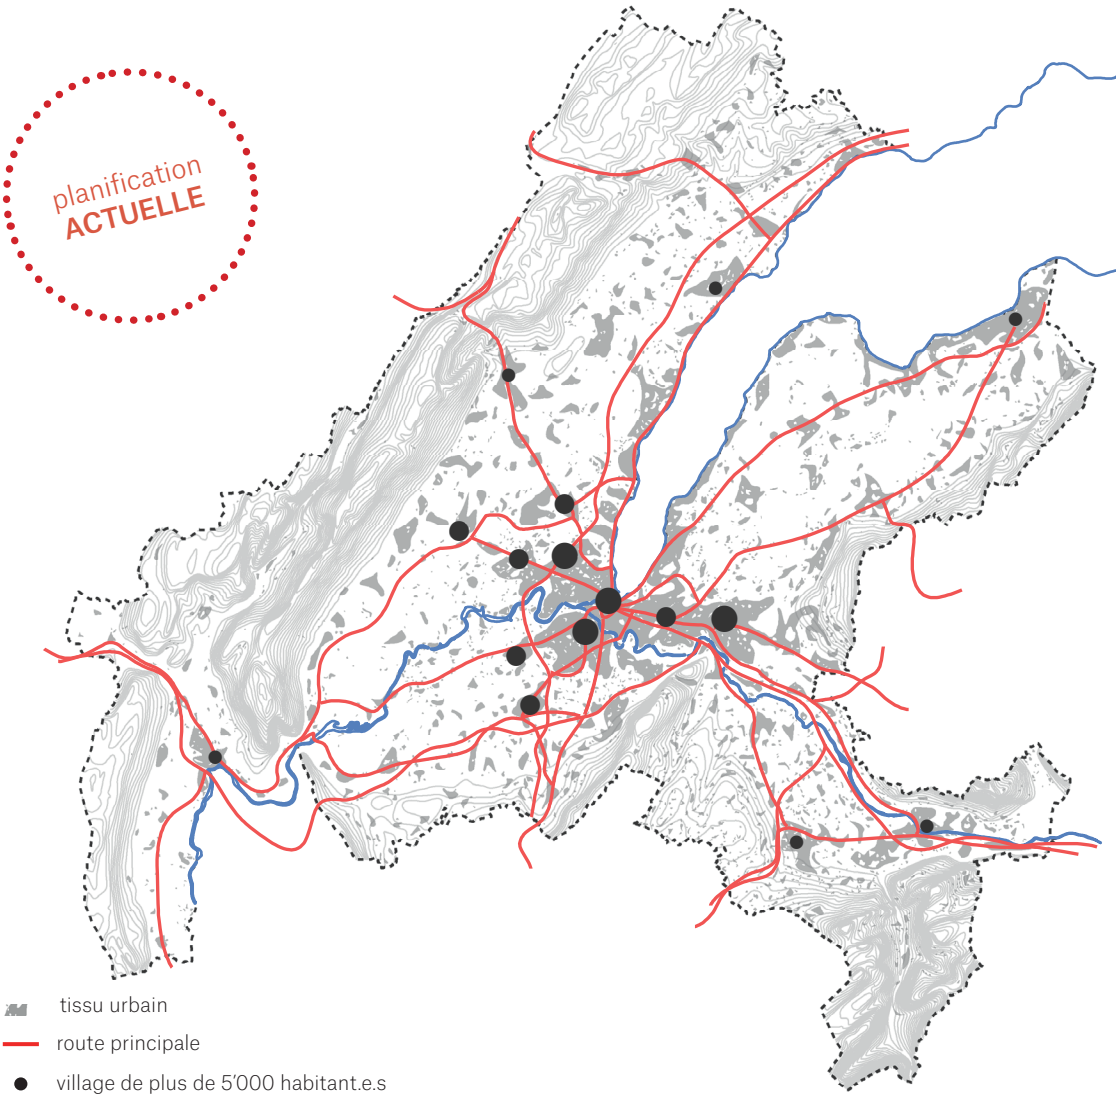 planification
ACTUELLE
tissu urbain
route principale
village de plus de 5'000 habitant.e.s